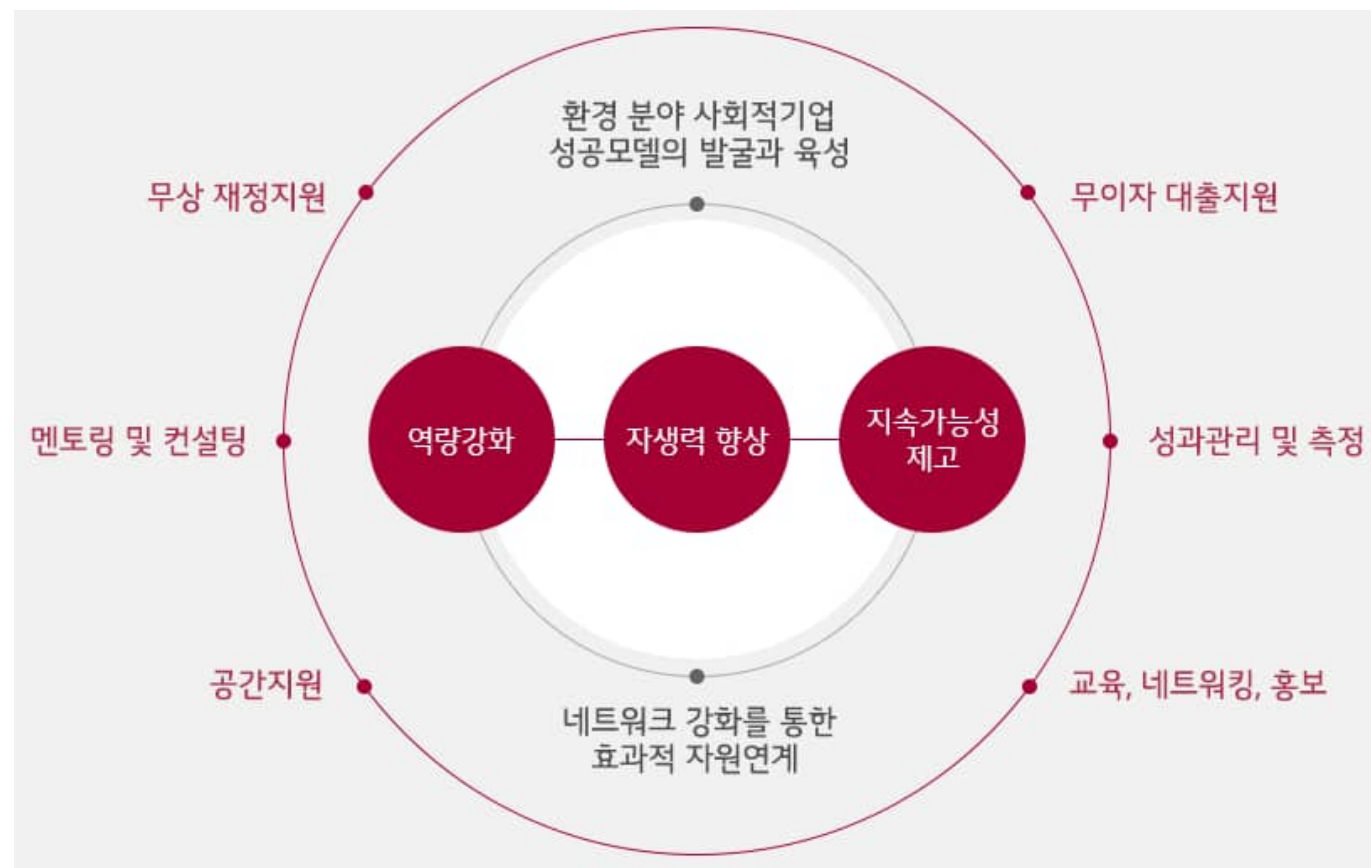 환경 분야 사회적기업
성공모델의 발굴과 육성
무상 재정지원
무이자 대출지원
멘토링 및 컨설팅
역량강화
자생력 향상
지속가능성
제고
성과관리 및 측정
공간지원
교육, 네트워킹, 홍보
네트워크 강화를 통한
효과적 자원연계